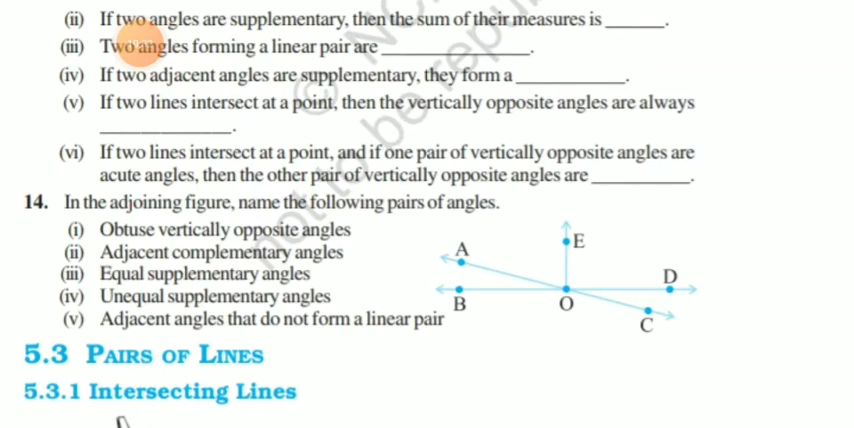 (ii) If two angles are supplementary, then the sum of their measures is ______.
(iii) Two angles forming a linear pair are _______________.
(iv) If two adjacent angles are supplementary, they form a ___________.
(v) If two lines intersect at a point, then the vertically opposite angles are always
_____________.
(vi) If two lines intersect at a point, and if one pair of vertically opposite angles are
acute angles, then the other pair of vertically opposite angles are __________.
14. In the adjoining figure, name the following pairs of angles.
(i) Obtuse vertically opposite angles
(ii) Adjacent complementary angles
(iii) Equal supplementary angles
(iv) Unequal supplementary angles
(v) Adjacent angles that do not form a linear pair
E
A
D
B
O
C
5.3 PAIRS OF LINES
5.3.1 Intersecting Lines
not to be repu